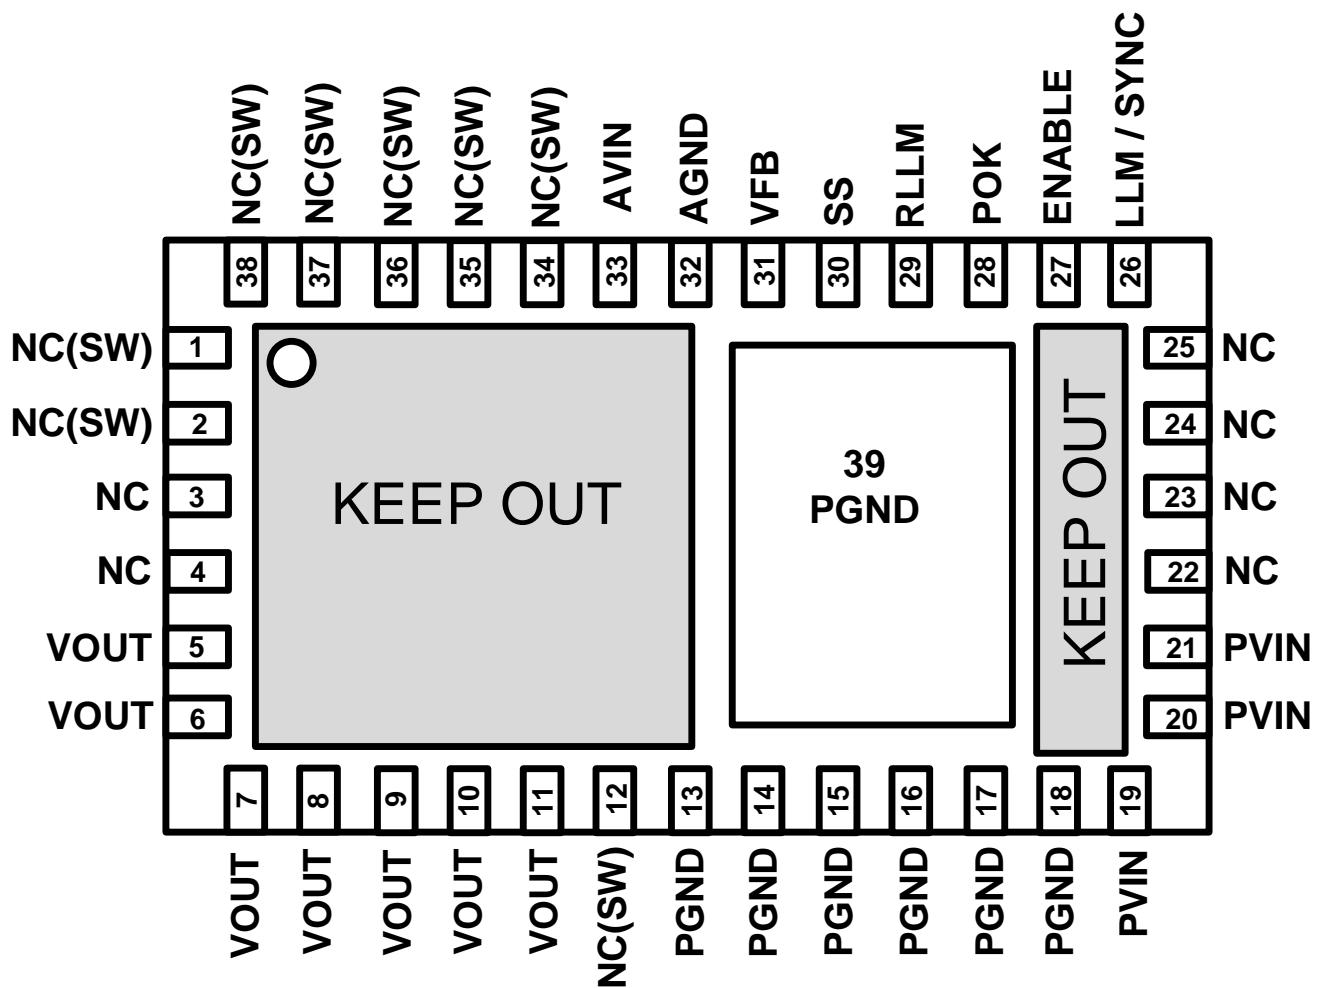 NC(SW)
NC(SW)
NC(SW)
NC(SW)
NC(SW)
AVIN
AGND
VFB
SS
RLLM
POK
ENABLE
LLM / SYNC
38
37
36
35
34
33
32
31
30
29
28
27
26
NC(SW)
1
25
NC
NC(SW)
2
24
NC
NC
3
23
NC
NC
4
22
NC
VOUT
5
21
PVIN
VOUT
6
20
PVIN
KEEP OUT
39
PGND
KEEP OUT
7
8
9
10
11
12
13
14
15
16
17
18
19
VOUT
VOUT
VOUT
VOUT
VOUT
NC(SW)
PGND
PGND
PGND
PGND
PGND
PGND
PVIN